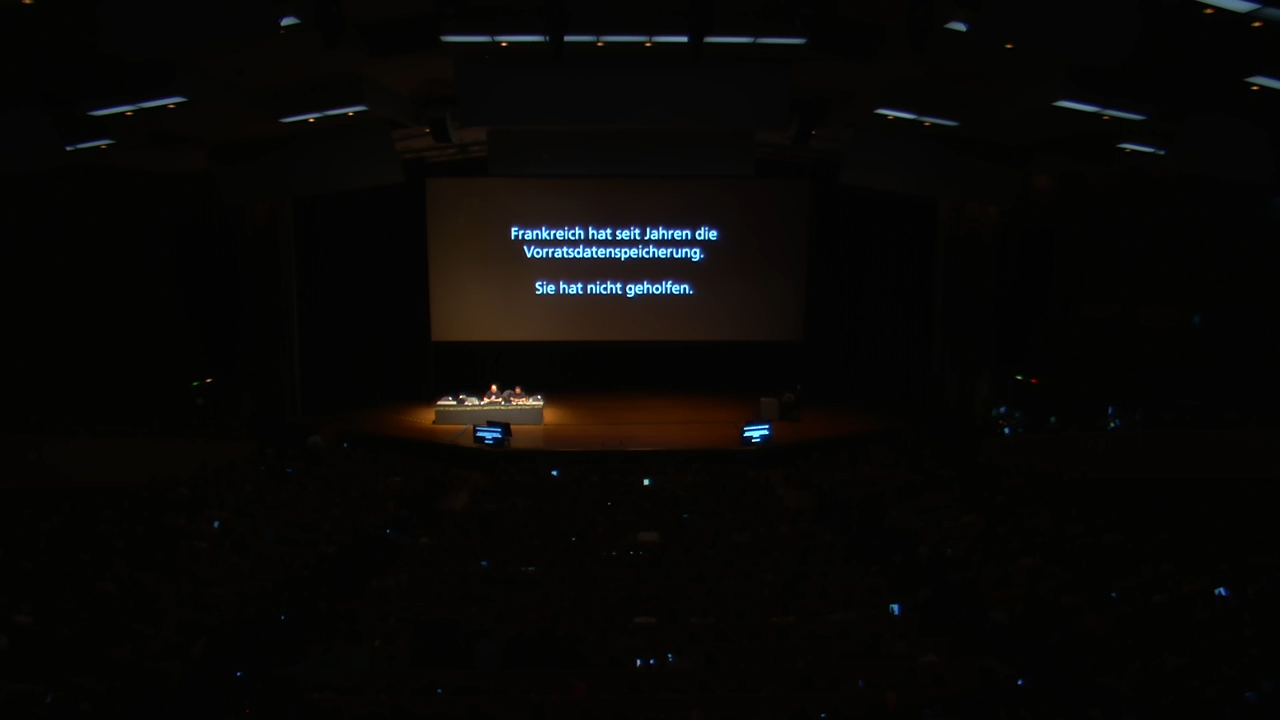 Frankreich hat seit Jahren die
Vorratsdatenspeicherung.
Sie hat nicht geholfen.